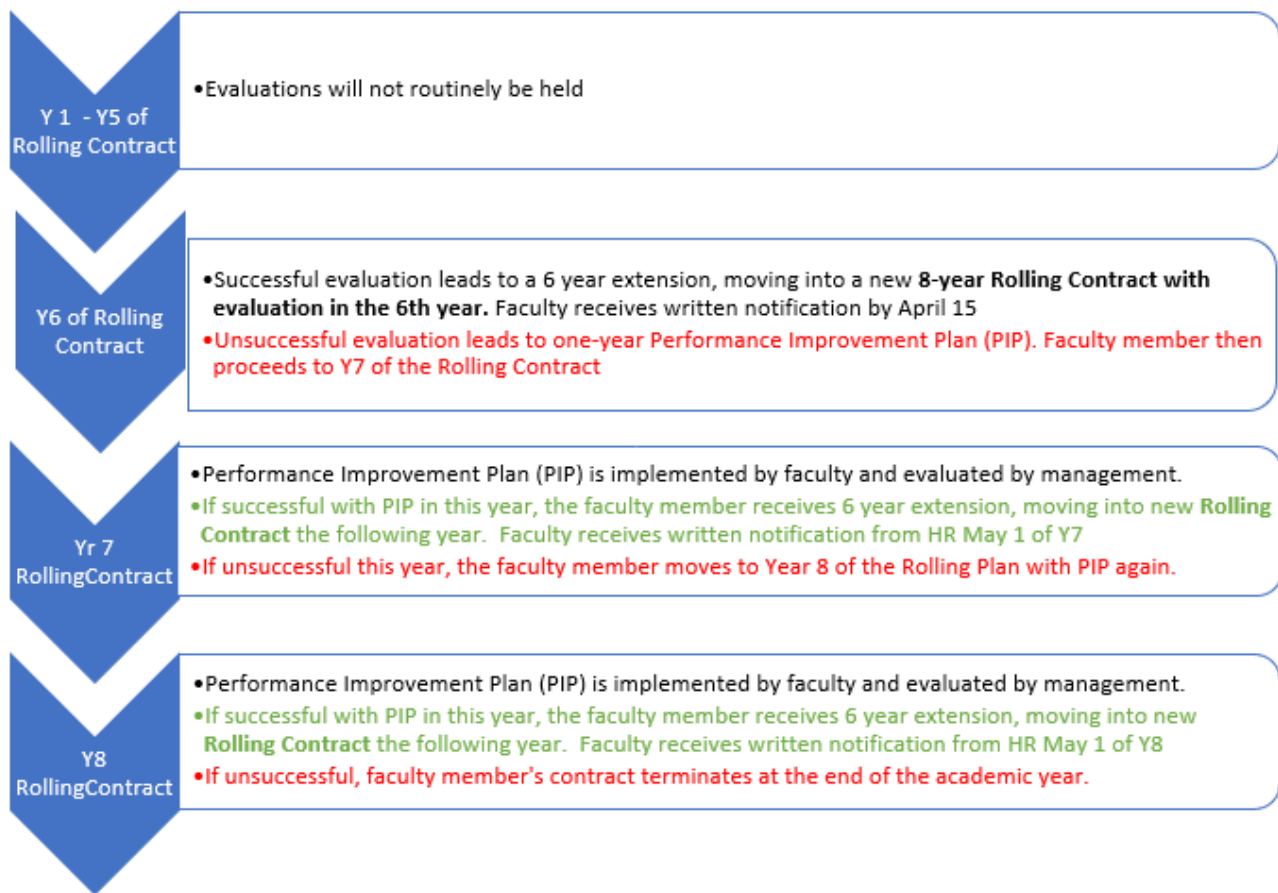 Y 1  - Y5 of
Rolling Contract
•Evaluations will not routinely be held
Y6 of Rolling
Contract
•Successful evaluation leads to a 6 year extension, moving into a new 8-year Rolling Contract with
evaluation in the 6th year. Faculty receives written notification by April 15
•Unsuccessful evaluation leads to one-year Performance Improvement Plan (PIP). Faculty member then
proceeds to Y7 of the Rolling Contract
Yr 7
RollingContract
•Performance Improvement Plan (PIP) is implemented by faculty and evaluated by management.
•If successful with PIP in this year, the faculty member receives 6 year extension, moving into new Rolling
Contract the following year.  Faculty receives written notification from HR May 1 of Y7
•If unsuccessful this year, the faculty member moves to Year 8 of the Rolling Plan with PIP again.
Y8
RollingContract
•Performance Improvement Plan (PIP) is implemented by faculty and evaluated by management.
•If successful with PIP in this year, the faculty member receives 6 year extension, moving into new
Rolling Contract the following year.  Faculty receives written notification from HR May 1 of Y8
•If unsuccessful, faculty member's contract terminates at the end of the academic year.